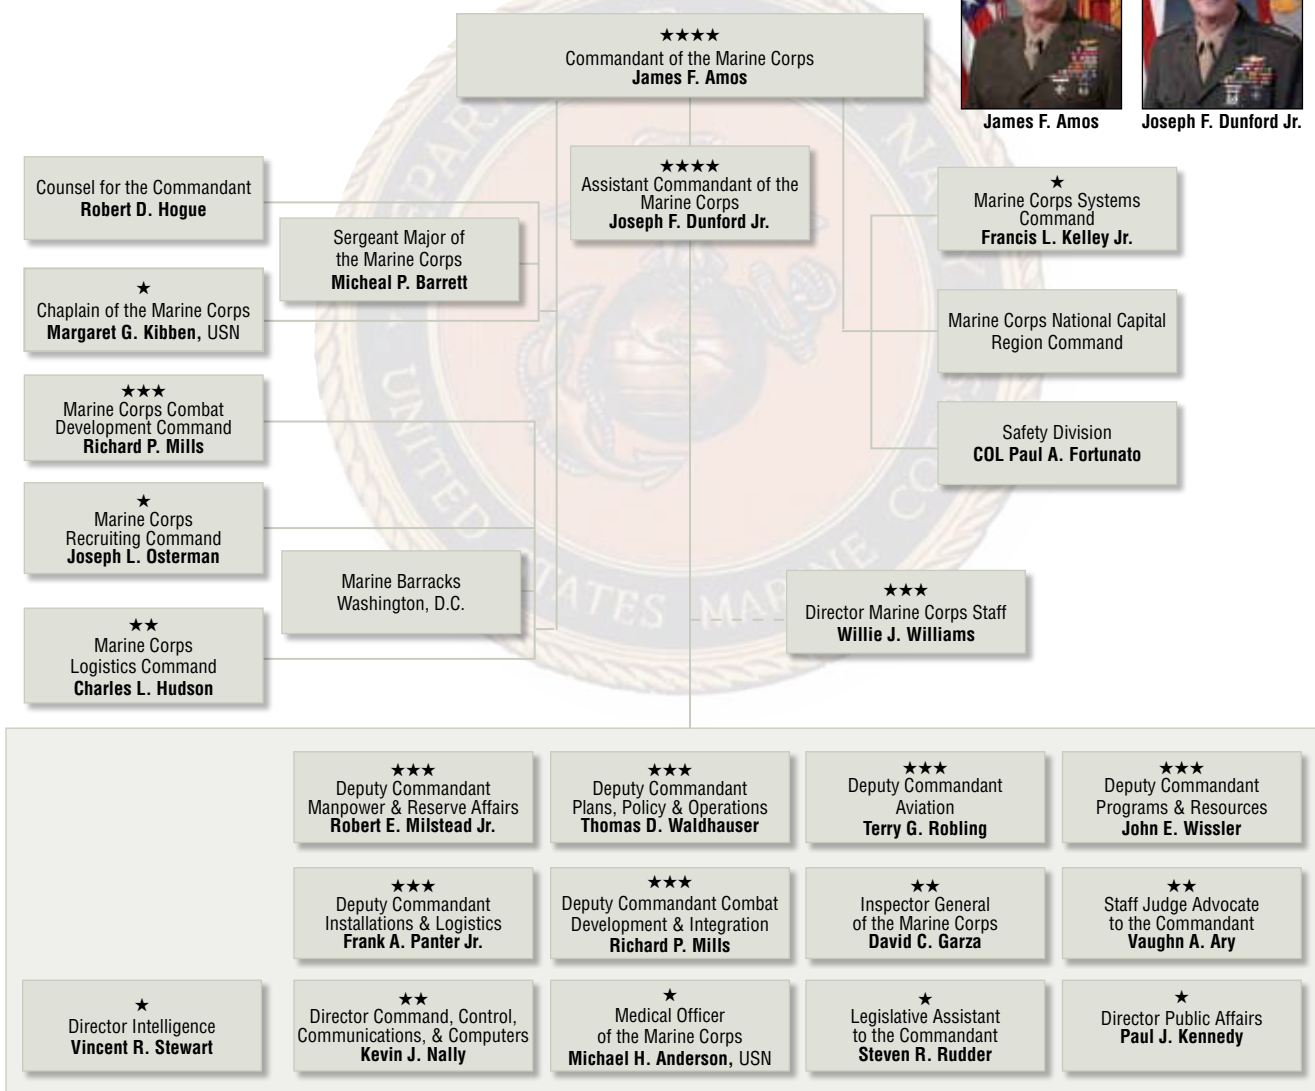 ★★★★
Commandant of the Marine Corps
James F. Amos
James F. Amos
Joseph F. Dunford Jr.
★★★★
Assistant Commandant of the
Marine Corps
Joseph F. Dunford Jr.
Counsel for the Commandant
Robert D. Hogue
Sergeant Major of
the Marine Corps
Micheal P. Barrett
★
Chaplain of the Marine Corps
Margaret G. Kibben, USN
★
Marine Corps Systems
Command
Francis L. Kelley Jr.
Marine Corps National Capital
Region Command
Safety Division
COL Paul A. Fortunato
★★★
Marine Corps Combat
Development Command
Richard P. Mills
★
Marine Corps
Recruiting Command
Joseph L. Osterman
Marine Barracks
Washington, D.C.
★★
Marine Corps
Logistics Command
Charles L. Hudson
★★★
Director Marine Corps Staff
Willie J. Williams
UNITED
★★★
Deputy Commandant
Manpower & Reserve Affairs
Robert E. Milstead Jr.
★★★
Deputy Commandant
Plans, Policy & Operations
Thomas D. Waldhauser
★★★
Deputy Commandant
Aviation
Terry G. Robling
★★★
Deputy Commandant
Programs & Resources
John E. Wissler
★★★
Deputy Commandant
Installations & Logistics
Frank A. Panter Jr.
★★★
Deputy Commandant Combat
Development & Integration
Richard P. Mills
★★
Inspector General
of the Marine Corps
David C. Garza
★★
Staff Judge Advocate
to the Commandant
Vaughn A. Ary
★
Director Intelligence
Vincent R. Stewart
★★
Director Command, Control,
Communications, & Computers
Kevin J. Nally
★
Medical Officer
of the Marine Corps
Michael H. Anderson, USN
★
Legislative Assistant
to the Commandant
Steven R. Rudder
★
Director Public Affairs
Paul J. Kennedy